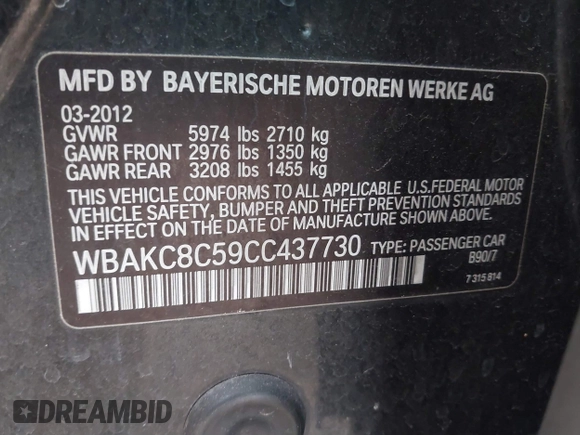 MFD BY BAYERISCHE MOTOREN WERKE AG
03-2012
GVWR 5974 lbs 2710 kg
GAWR FRONT 2976 lbs 1350 kg
GAWR REAR 3208 lbs 1455 kg
THIS VEHICLE CONFORMS TO ALL APPLICABLE U.S.FEDERAL MOTOR
VEHICLE SAFETY, BUMPER AND THEFT PREVENTION STANDARDS
IN EFFECT ON THE DATE OF MANUFACTURE SHOWN ABOVE.
WBAKC8C59CC437730 TYPE: PASSENGER CAR
B90/7
7 315 814
DREAMBID